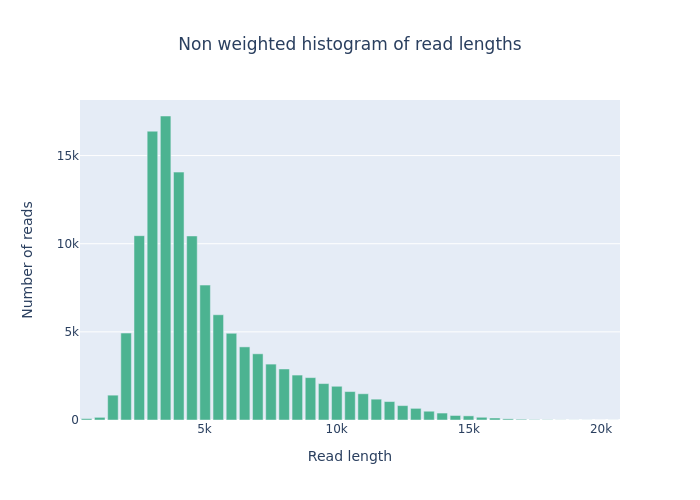 Non weighted histogram of read lengths
Number of reads
15k
10k
5k
0
5k
10k
15k
20k
Read length